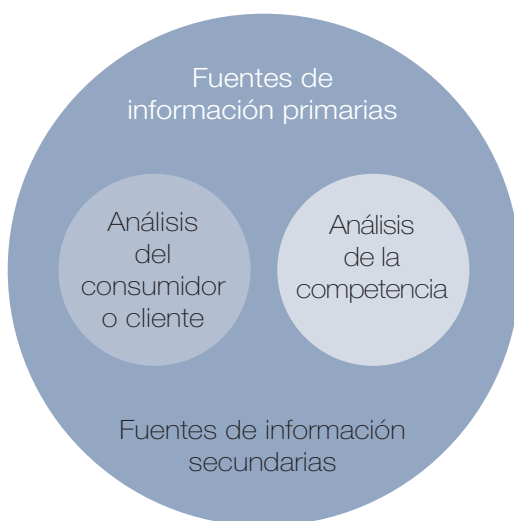 Fuentes de
información primarias
Análisis
del
consumidor
o cliente
Análisis
de la
competencia
Fuentes de información
secundarias